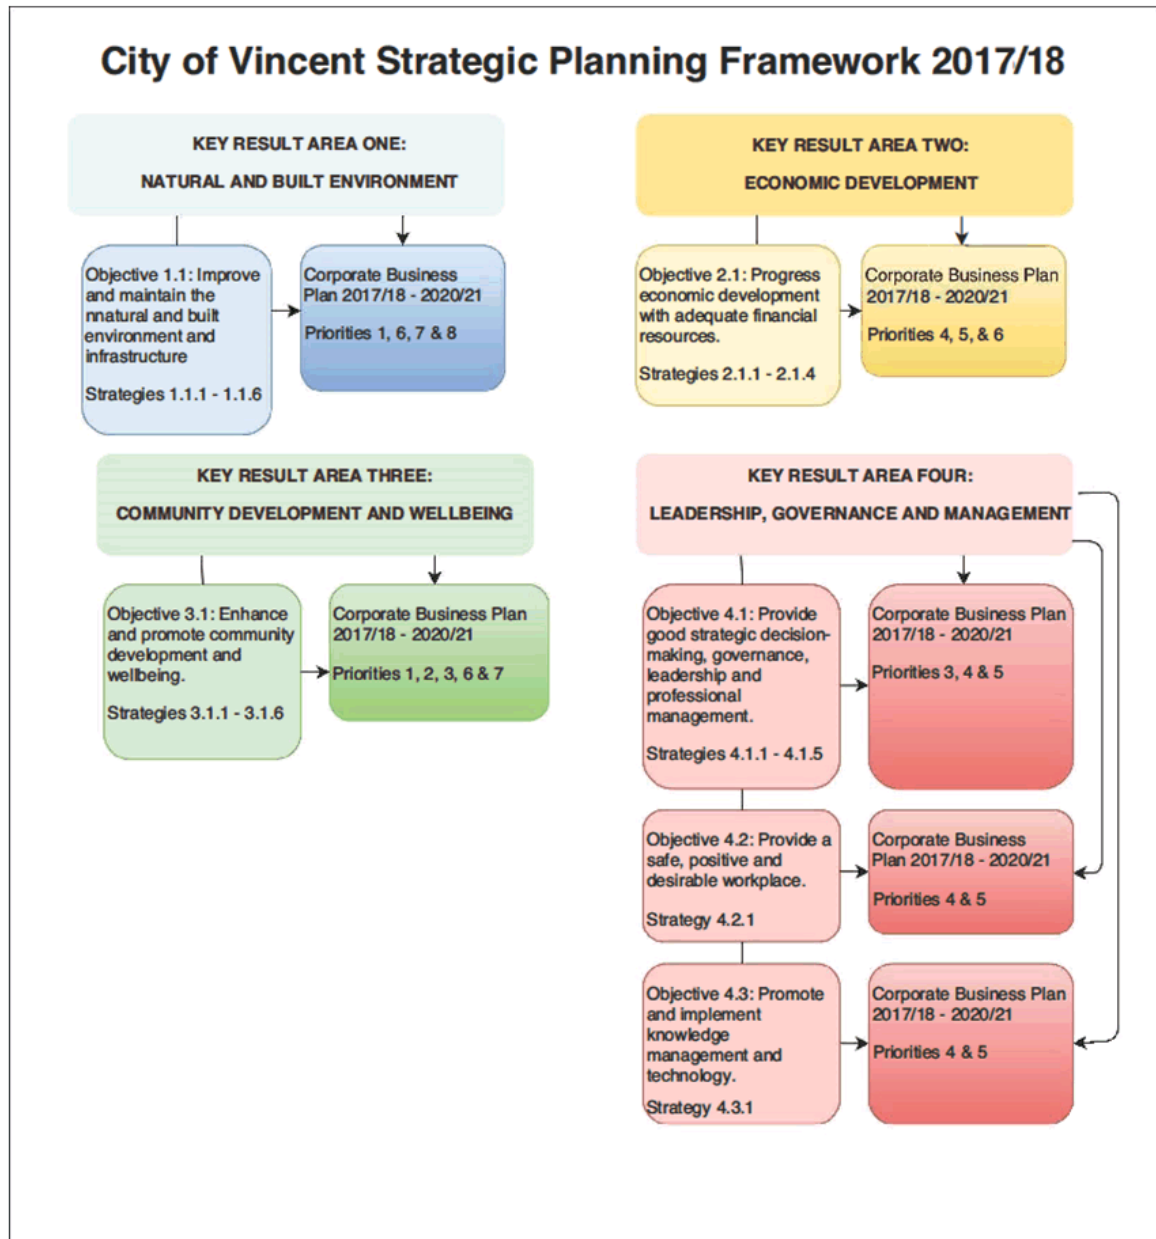 City of Vincent Strategic Planning Framework 2017/18
KEY RESULT AREA ONE:
NATURAL AND BUILT ENVIRONMENT
Objective 1.1: Improve
and maintain the
nnatural and built
environment and
infrastructure
Strategies 1.1.1 - 1.1.6
Corporate Business
Plan 2017/18 - 2020/21
Priorities 1, 6, 7 & 8
KEY RESULT AREA TWO:
ECONOMIC DEVELOPMENT
Objective 2.1: Progress
economic development
with adequate financial
resources.
Strategies 2.1.1 - 2.1.4
Corporate Business Plan
2017/18 - 2020/21
Priorities 4, 5, & 6
KEY RESULT AREA THREE:
COMMUNITY DEVELOPMENT AND WELLBEING
Objective 3.1: Enhance
and promote community
development and
wellbeing.
Strategies 3.1.1 - 3.1.6
Corporate Business Plan
2017/18 - 2020/21
Priorities 1, 2, 3, 6 & 7
KEY RESULT AREA FOUR:
LEADERSHIP, GOVERNANCE AND MANAGEMENT
Objective 4.1: Provide
good strategic decision-
making, governance,
leadership and
professional
management.
Strategies 4.1.1 - 4.1.5
Corporate Business Plan
2017/18 - 2020/21
Priorities 3, 4 & 5
Objective 4.2: Provide a
safe, positive and
desirable workplace.
Strategy 4.2.1
Corporate Business
Plan 2017/18 - 2020/21
Priorities 4 & 5
Objective 4.3: Promote
and implement
knowledge
management and
technology.
Strategy 4.3.1
Corporate Business Plan
2017/18 - 2020/21
Priorities 4 & 5